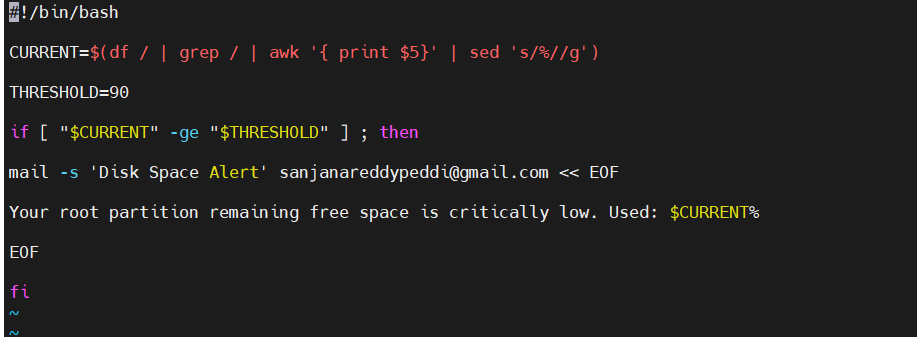 #!/bin/bash
CURRENT=$(df / | grep / | awk '{ print $5}' | sed 's/%//g')
THRESHOLD=90
if [ "$CURRENT" -ge "$THRESHOLD" ] ; then
mail -s 'Disk Space Alert' sanjanareddypeddi@gmail.com << EOF
Your root partition remaining free space is critically low. Used: $CURRENT%
EOF
fi
~
~